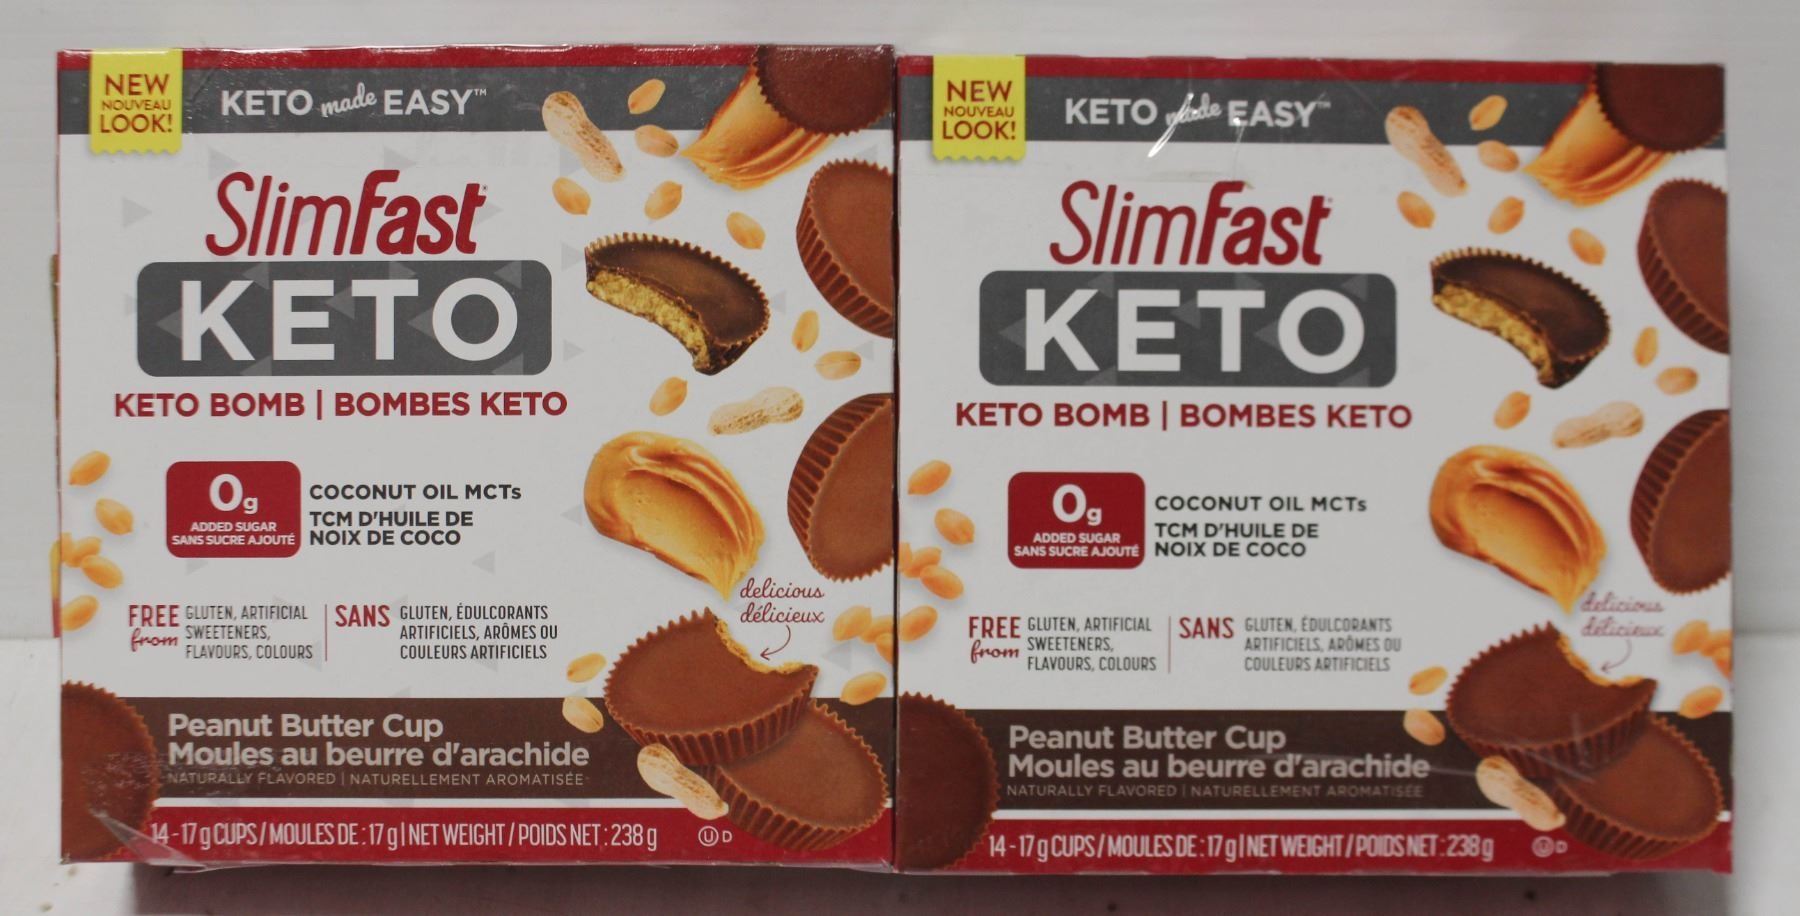 NEW
NOUVEAU
LOOK!
KETO made EASY™
SlimFast
KETO
KETO BOMB | BOMBES KETO
0g
ADDED SUGAR
SANS SUCRE AJOUTÉ
COCONUT OIL MCTs
TCM D'HUILE DE
NOIX DE COCO
delicious
délicieux
FREE from
GLUTEN, ARTIFICIAL
SWEETENERS,
FLAVOURS, COLOURS
SANS
GLUTEN, ÉDULCORANTS
ARTIFICIELS, ARÔMES OU
COULEURS ARTIFICIELS
Peanut Butter Cup
Moules au beurre d'arachide
NATURALLY FLAVORED | NATURELLEMENT AROMATISÉE
14 - 17 g CUPS / MOULES DE : 17 g | NET WEIGHT / POIDS NET : 238 g
U D
NEW
NOUVEAU
LOOK!
KETO made EASY™
SlimFast
KETO
KETO BOMB | BOMBES KETO
0g
ADDED SUGAR
SANS SUCRE AJOUTÉ
COCONUT OIL MCTs
TCM D'HUILE DE
NOIX DE COCO
delicious
délicieux
FREE from
GLUTEN, ARTIFICIAL
SWEETENERS,
FLAVOURS, COLOURS
SANS
GLUTEN, ÉDULCORANTS
ARTIFICIELS, ARÔMES OU
COULEURS ARTIFICIELS
Peanut Butter Cup
Moules au beurre d'arachide
NATURALLY FLAVORED | NATURELLEMENT AROMATISÉE
14 - 17 g CUPS / MOULES DE : 17 g | NET WEIGHT / POIDS NET : 238 g
U D